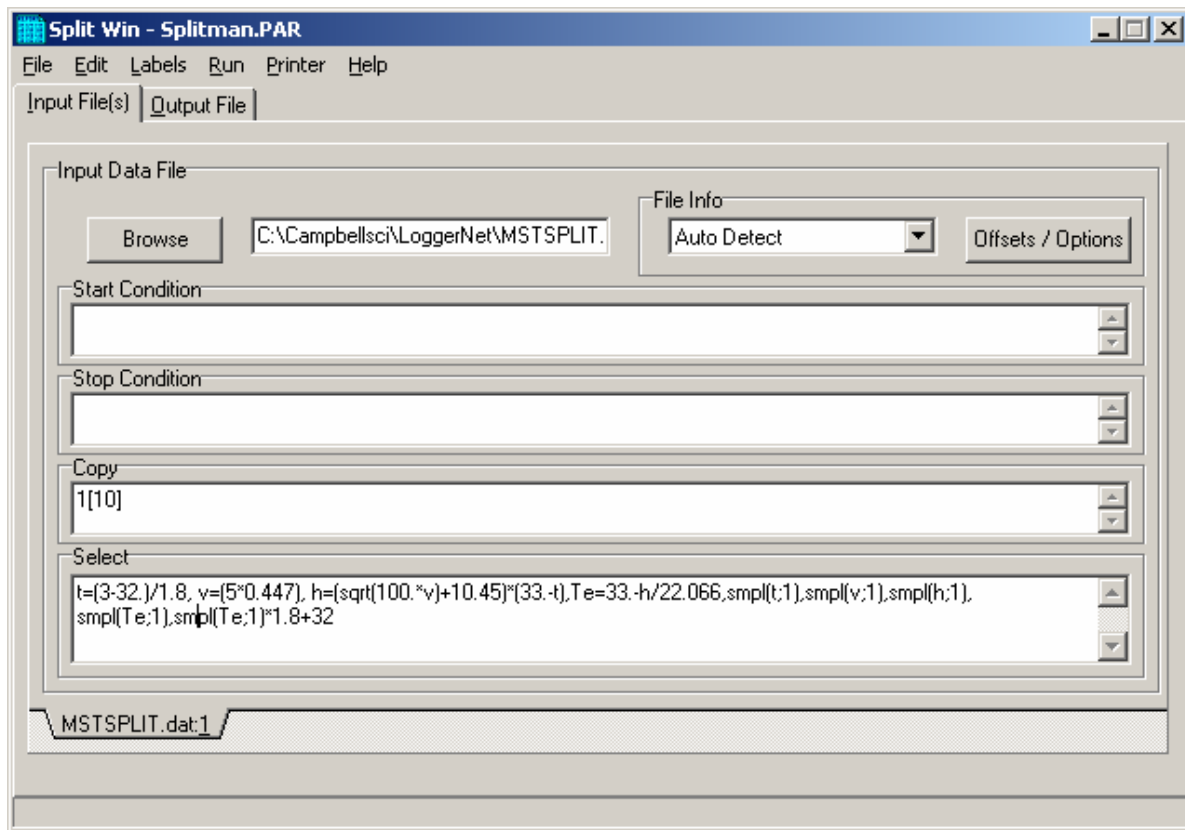 Split Win - Splitman.PAR
File Edit Labels Run Printer Help
Input File(s) Output File
Input Data File
File Info
Browse C:\Campbellsci\LoggerNet\MSTSPLIT. Auto Detect Offsets / Options
Start Condition
Stop Condition
Copy
1[10]
Select
t=(3-32.)/1.8, v=(5*0.447), h=(sqrt(100.*v)+10.45)*(33.-t),Te=33.-h/22.066,smpl(t;1),smpl(v;1),smpl(h;1),
smpl(Te;1),smpl(Te;1)*1.8+32
MSTSPLIT.dat:1